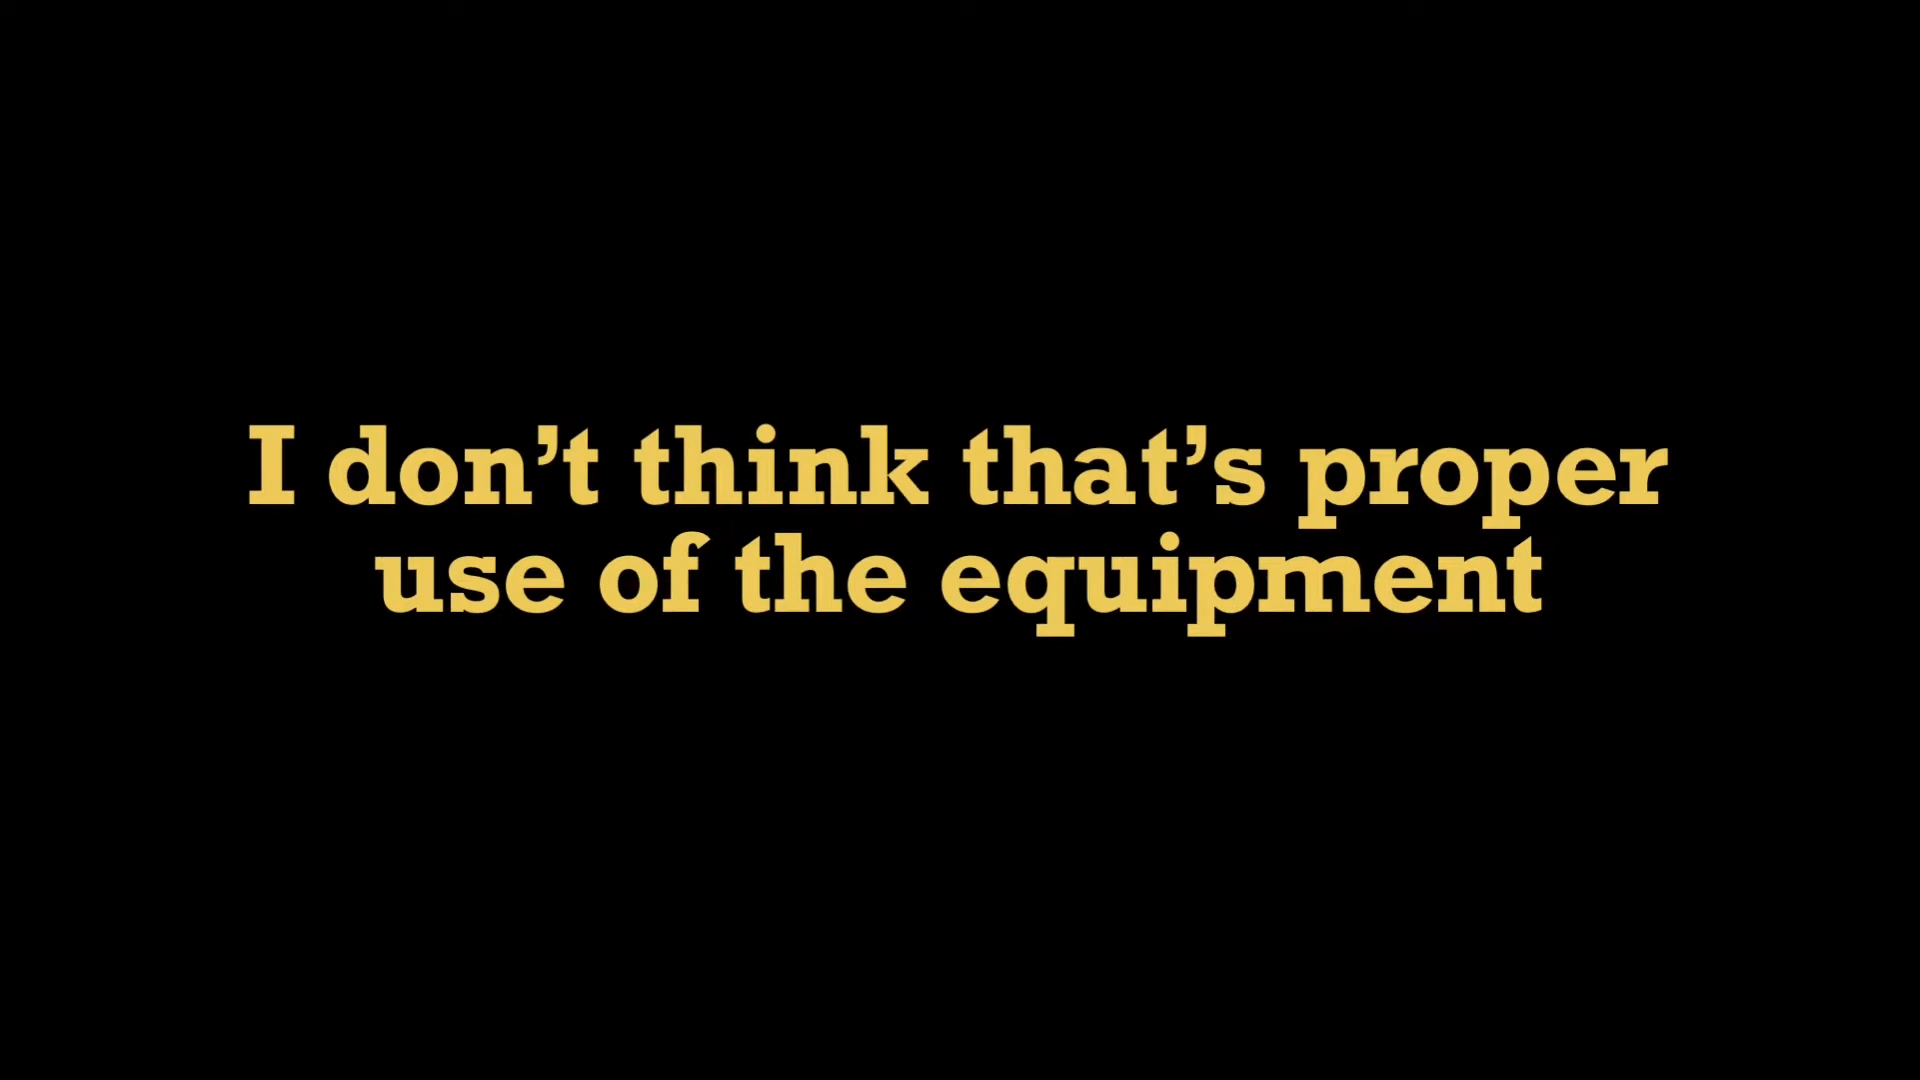 I don’t think that’s proper
use of the equipment